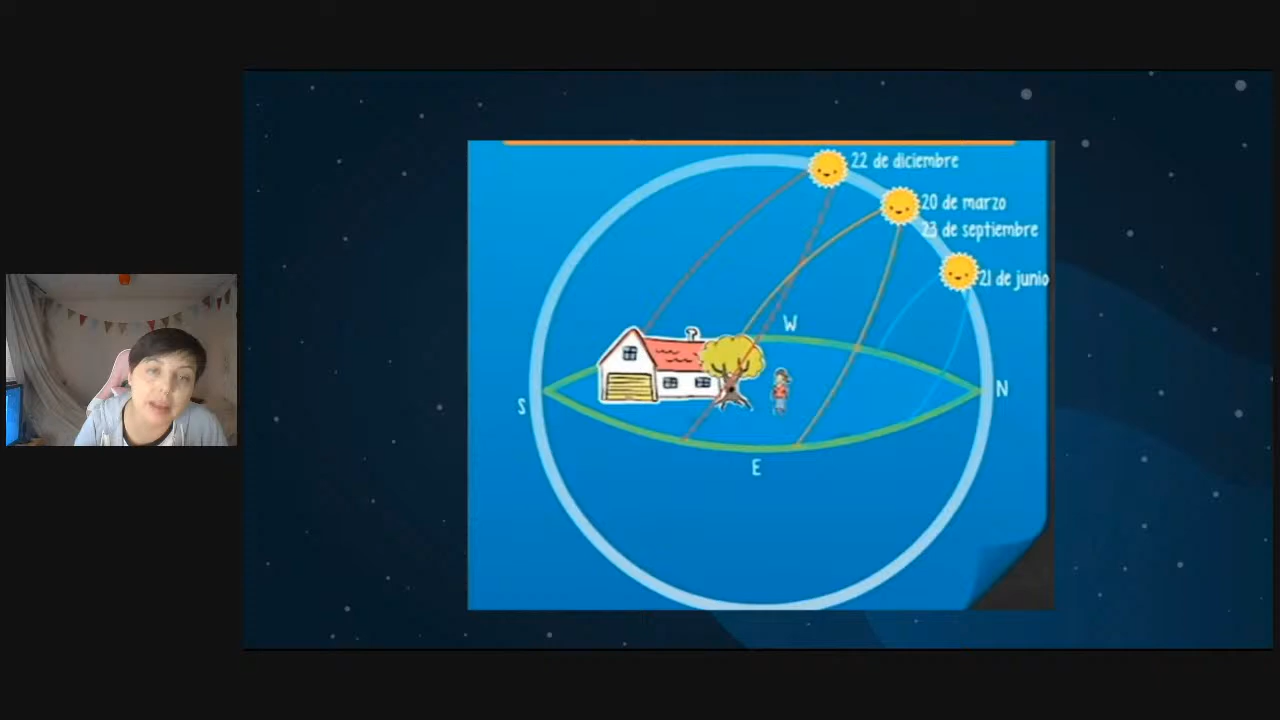 22 de diciembre
20 de marzo
23 de septiembre
21 de junio
W
S
N
E